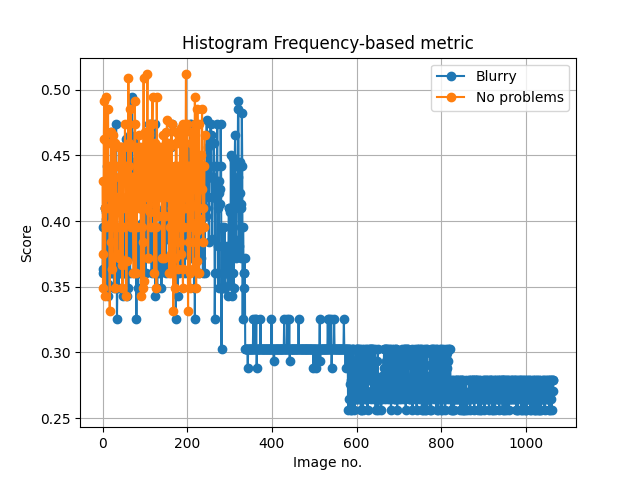 Histogram Frequency-based metric
Blurry
No problems
0.50
0.45
0.40
0.35
0.30
0.25
Score
0 200 400 600 800 1000
Image no.